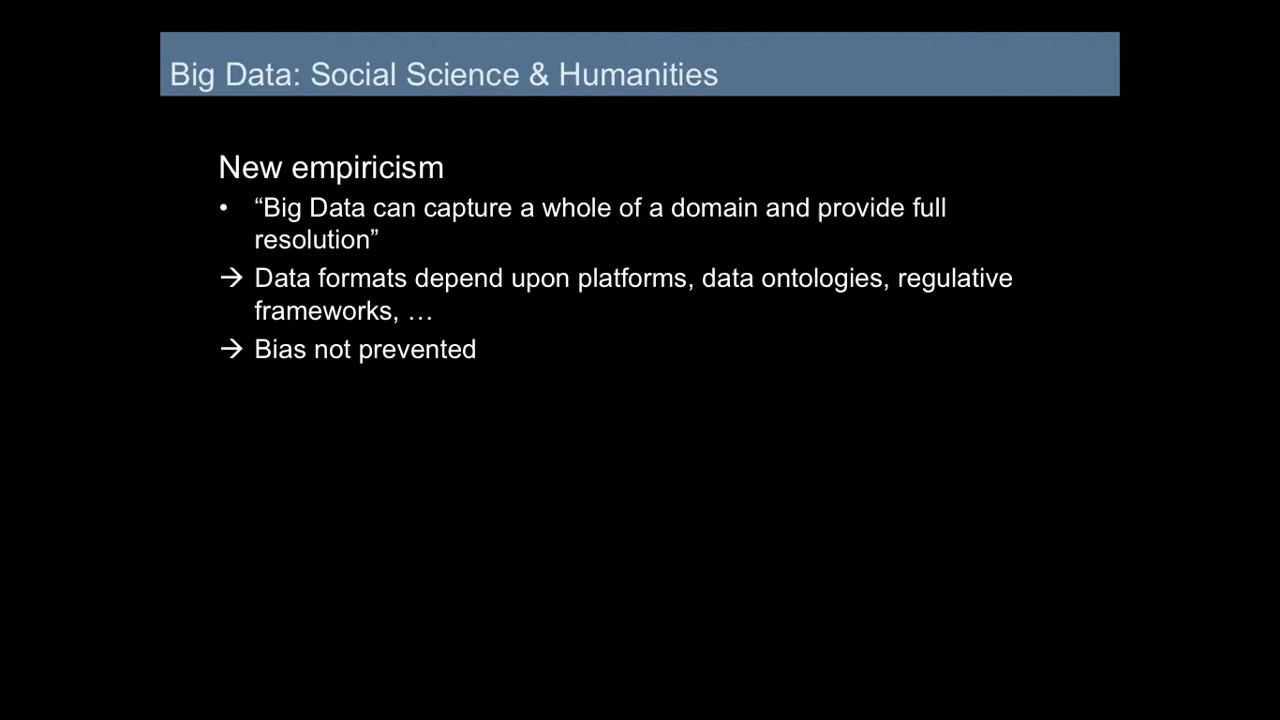 Big Data: Social Science & Humanities
New empiricism
• “Big Data can capture a whole of a domain and provide full
resolution”
→ Data formats depend upon platforms, data ontologies, regulative
frameworks, …
→ Bias not prevented